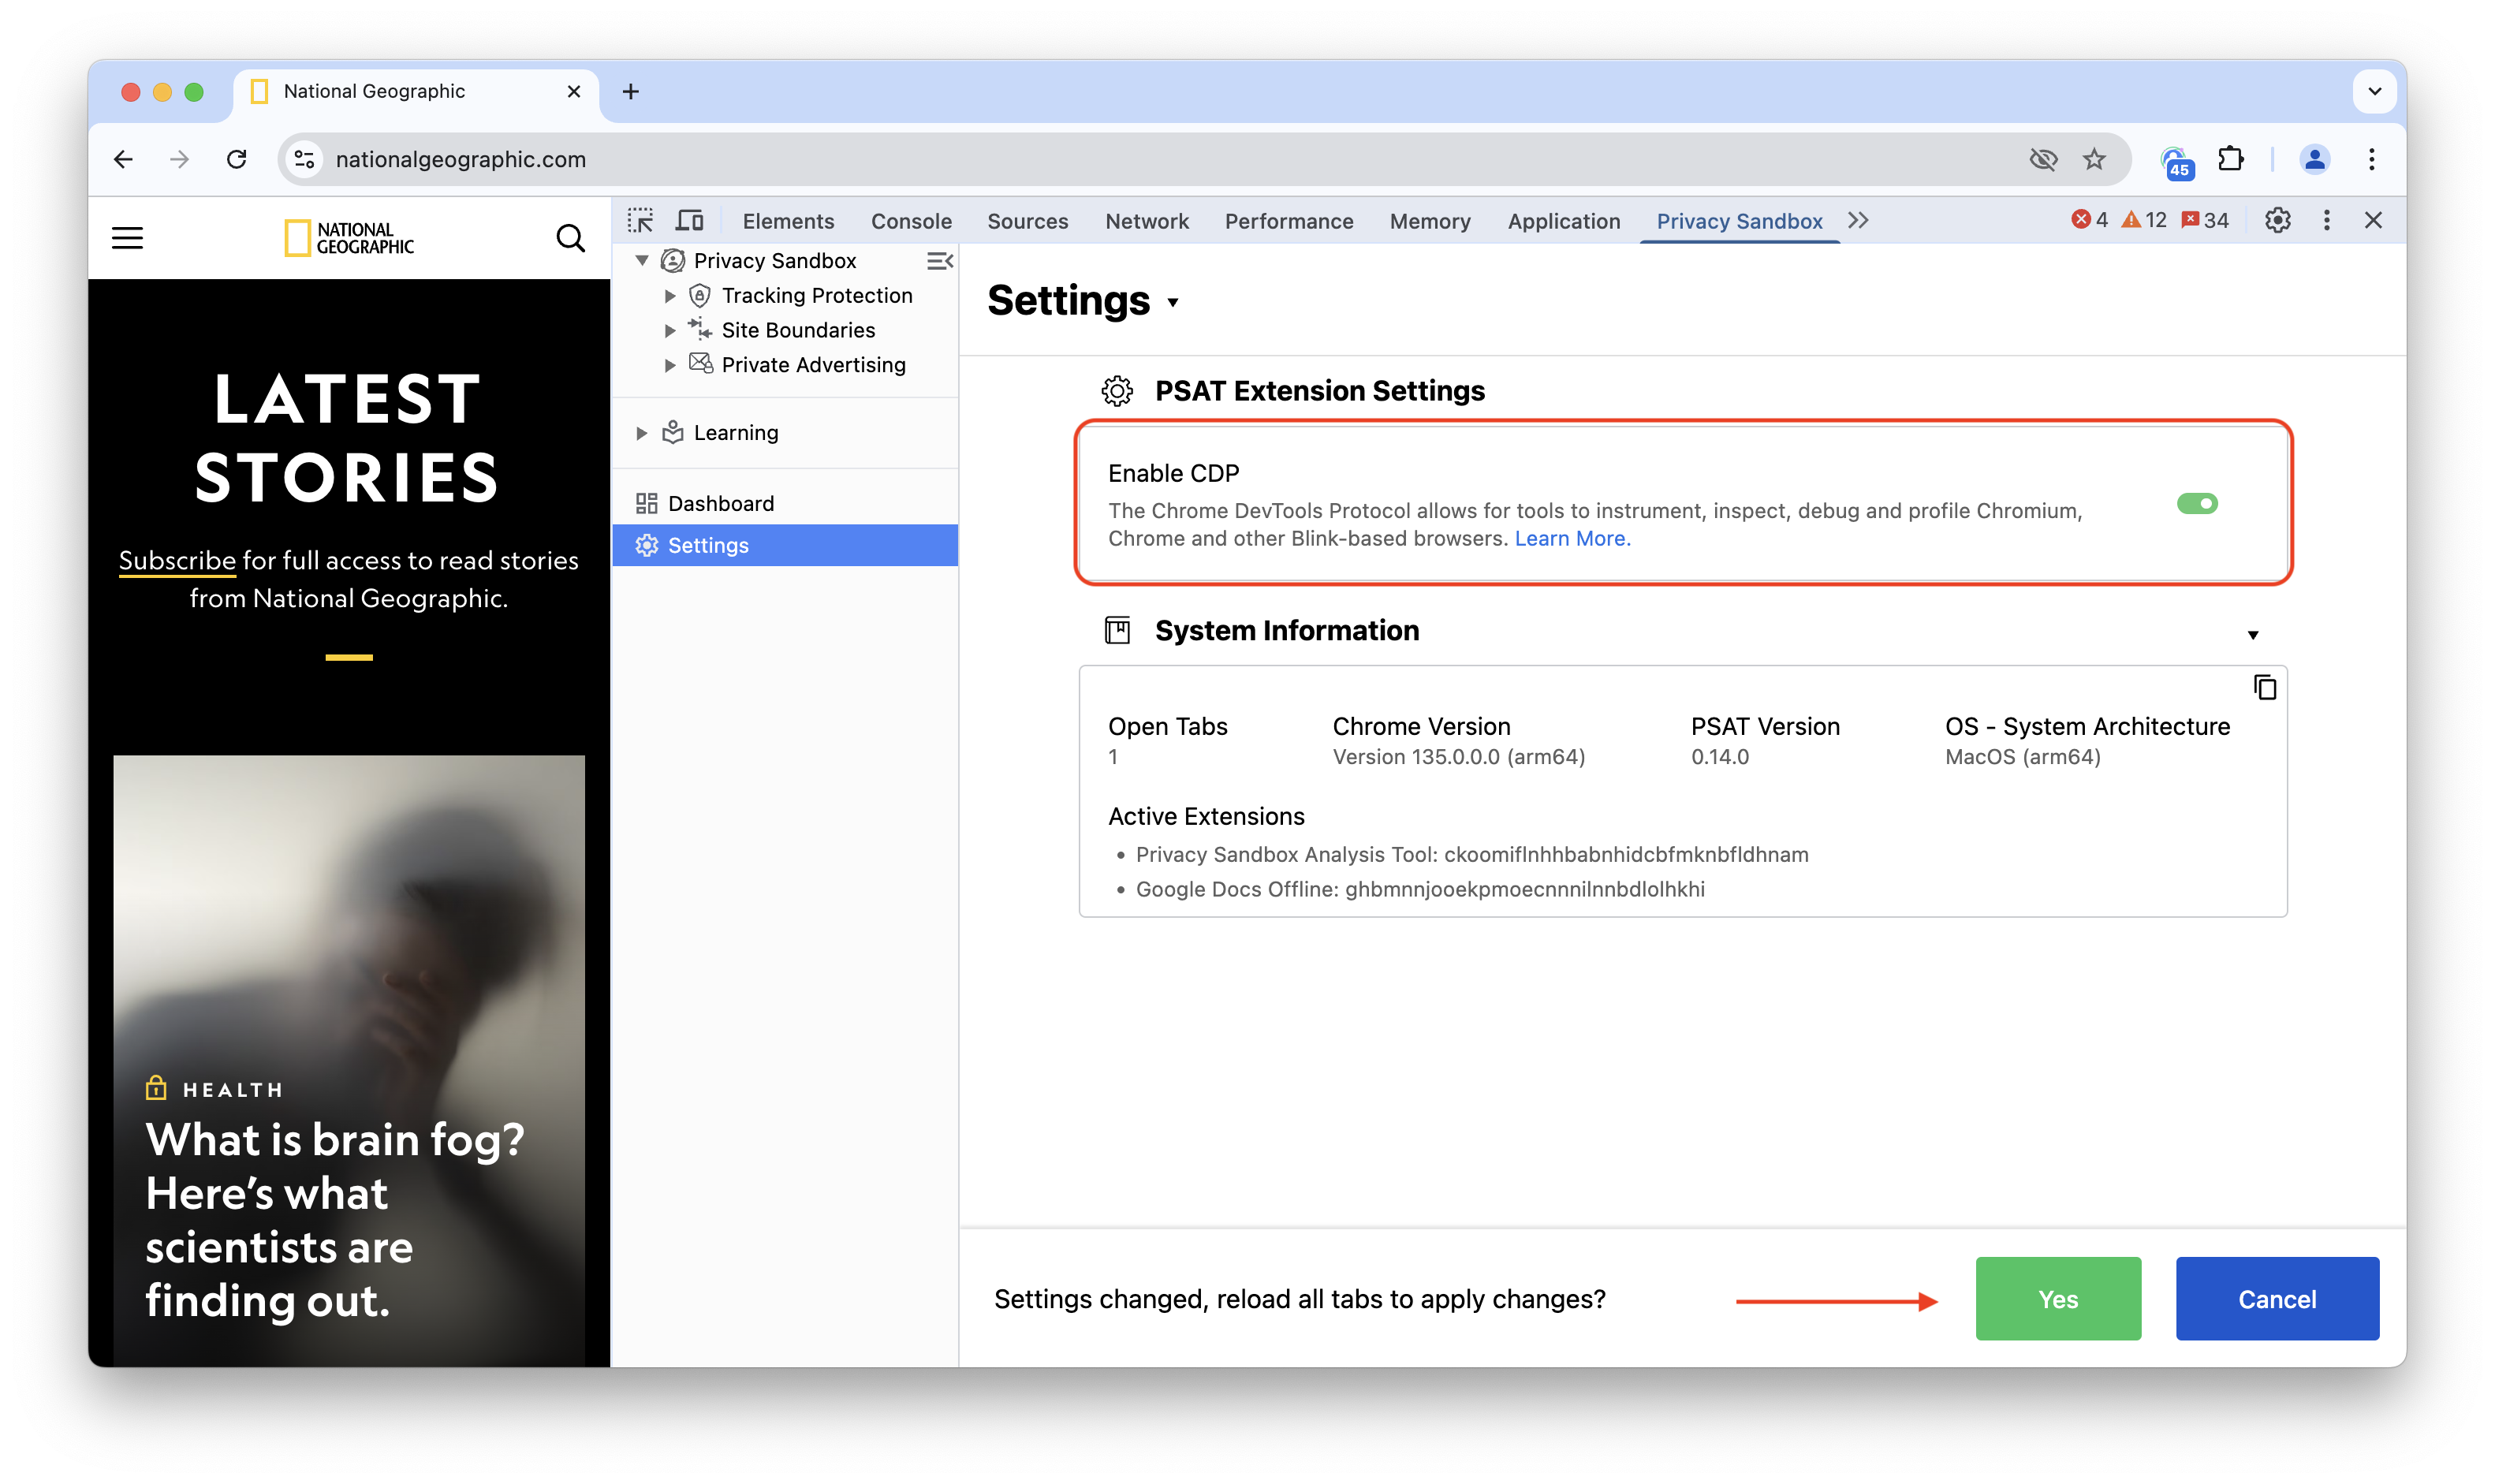 National Geographic
nationalgeographic.com
45
NATIONAL
GEOGRAPHIC
LATEST
STORIES
Subscribe for full access to read stories
from National Geographic.
HEALTH
What is brain fog?
Here’s what
scientists are
finding out.
Elements Console Sources Network Performance Memory Application Privacy Sandbox 4 12 34
Privacy Sandbox
Tracking Protection
Site Boundaries
Private Advertising
Learning
Dashboard
Settings
Settings
PSAT Extension Settings
Enable CDP
The Chrome DevTools Protocol allows for tools to instrument, inspect, debug and profile Chromium,
Chrome and other Blink-based browsers. Learn More.
System Information
Open Tabs Chrome Version PSAT Version OS - System Architecture
1 Version 135.0.0.0 (arm64) 0.14.0 MacOS (arm64)
Active Extensions
• Privacy Sandbox Analysis Tool: ckoomiflnhhbabnhidcbfmknbfldhnam
• Google Docs Offline: ghbmnnjooekpmoecnnnilnnbdlolhkhi
Settings changed, reload all tabs to apply changes? Yes Cancel